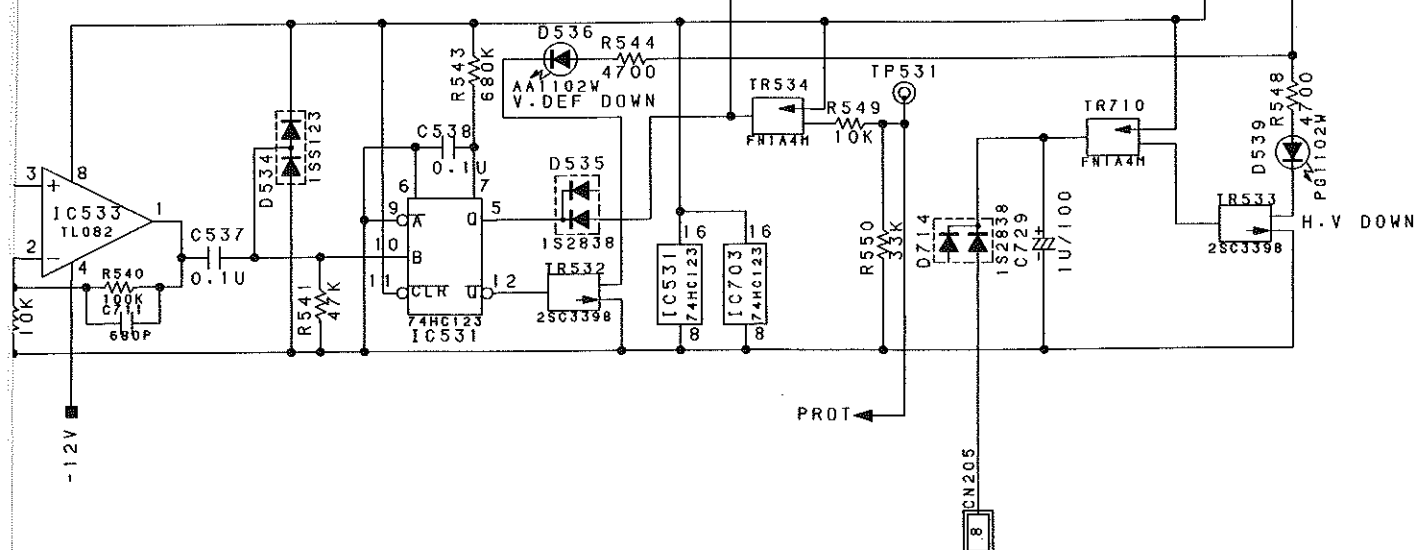 D536
R544
4700
AA1102W
V.DEF DOWN
R543
680K
TP531
TR534
R549
10K
FN1A4M
TR710
FN1A4M
R548
4700
D539
PG1102W
D534
1SS123
C538
0.1U
D535
1S2838
3
+
8
IC533
TL082
1
2
-
4
C537
0.1U
R540
100K
C711
680P
10K
R541
47K
6
7
9
A
Q
5
10
B
11
CLR
Q
12
74HC123
IC531
TR532
2SC3398
16
IC531
74HC123
8
16
IC703
74HC123
8
R550
33K
D714
1S2838
C729
+
1U/100
TR533
2SC3398
H.V DOWN
PROT
-12V
CN205
8